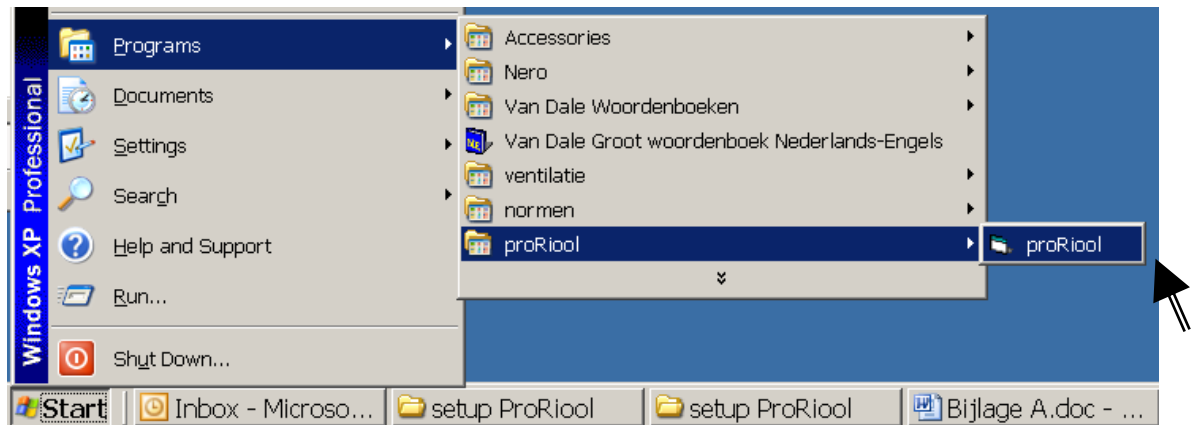 Windows XP Professional
Programs
Documents
Settings
Search
Help and Support
Run...
Shut Down...
Accessories
Nero
Van Dale Woordenboeken
Van Dale Groot woordenboek Nederlands-Engels
ventilatie
normen
proRiool
proRiool
Start
Inbox - Microso...
setup ProRiool
setup ProRiool
Bijlage A.doc - ...